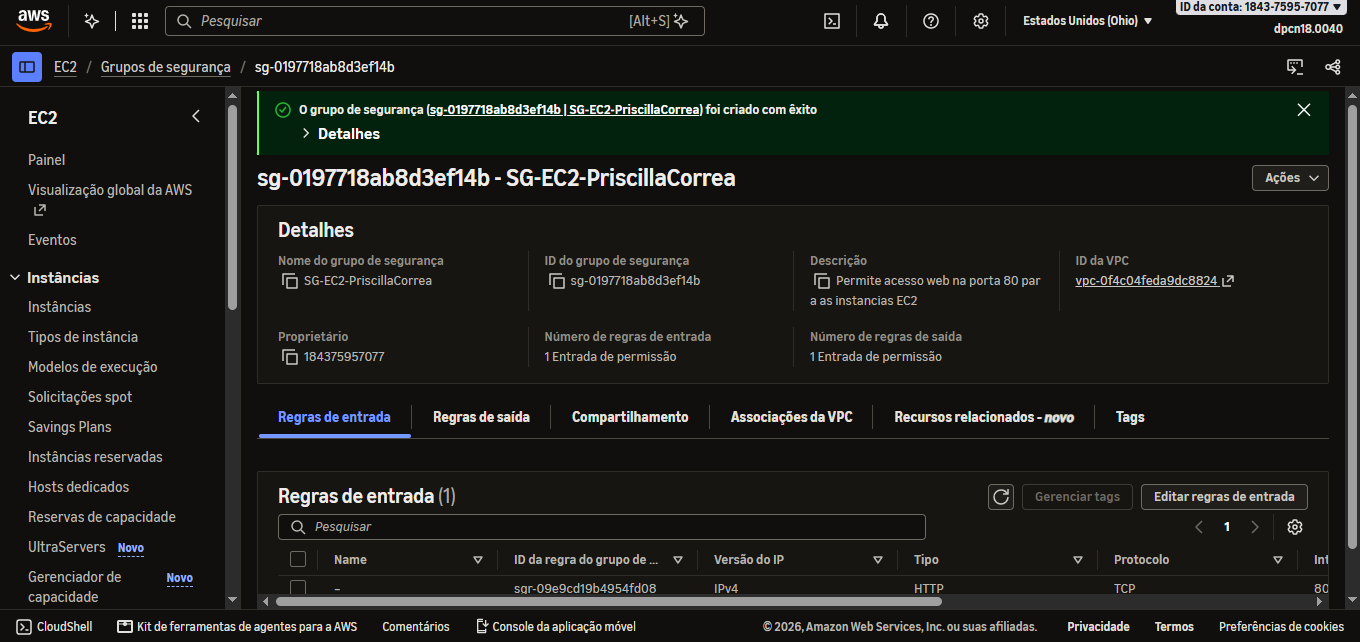 aws
Pesquisar
[Alt+S]
Estados Unidos (Ohio)
ID da conta: 1843-7595-7077
dpcn18.0040
EC2 / Grupos de segurança / sg-0197718ab8d3ef14b
EC2
Painel
Visualização global da AWS
Eventos
Instâncias
Instâncias
Tipos de instância
Modelos de execução
Solicitações spot
Savings Plans
Instâncias reservadas
Hosts dedicados
Reservas de capacidade
UltraServers Novo
Gerenciador de Novo
capacidade
O grupo de segurança (sg-0197718ab8d3ef14b | SG-EC2-PriscillaCorrea) foi criado com êxito
Detalhes
sg-0197718ab8d3ef14b - SG-EC2-PriscillaCorrea
Ações
Detalhes
Nome do grupo de segurança
SG-EC2-PriscillaCorrea
ID do grupo de segurança
sg-0197718ab8d3ef14b
Descrição
Permite acesso web na porta 80 par
a as instancias EC2
ID da VPC
vpc-0f4c04feda9dc8824
Proprietário
184375957077
Número de regras de entrada
1 Entrada de permissão
Número de regras de saída
1 Entrada de permissão
Regras de entrada
Regras de saída
Compartilhamento
Associações da VPC
Recursos relacionados - novo
Tags
Regras de entrada (1)
Gerenciar tags
Editar regras de entrada
Pesquisar
1
Name
ID da regra do grupo de ...
Versão do IP
Tipo
Protocolo
Int
–
sgr-09e9cd19b4954fd08
IPv4
HTTP
TCP
80
CloudShell
Kit de ferramentas de agentes para a AWS
Comentários
Console da aplicação móvel
© 2026, Amazon Web Services, Inc. ou suas afiliadas.
Privacidade
Termos
Preferências de cookies